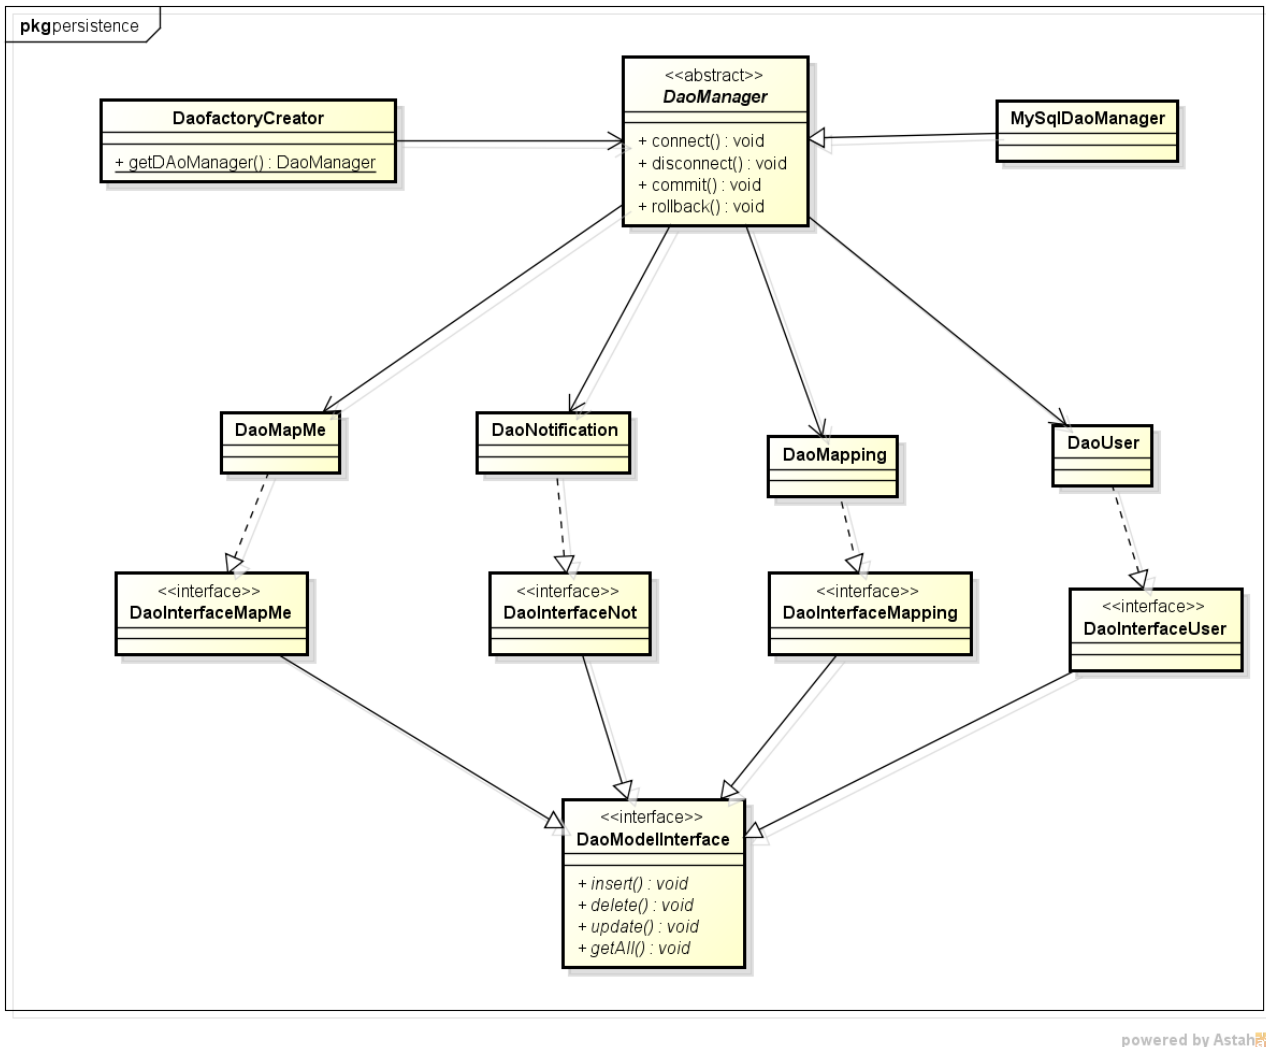 pkg persistence
<<abstract>>
DaoManager
+ connect() : void
+ disconnect() : void
+ commit() : void
+ rollback() : void
DaofactoryCreator
+ getDAoManager() : DaoManager
MySqlDaoManager
DaoMapMe
DaoNotification
DaoMapping
DaoUser
<<interface>>
DaoInterfaceMapMe
<<interface>>
DaoInterfaceNot
<<interface>>
DaoInterfaceMapping
<<interface>>
DaoInterfaceUser
<<interface>>
DaoModelInterface
+ insert() : void
+ delete() : void
+ update() : void
+ getAll() : void
powered by Astah